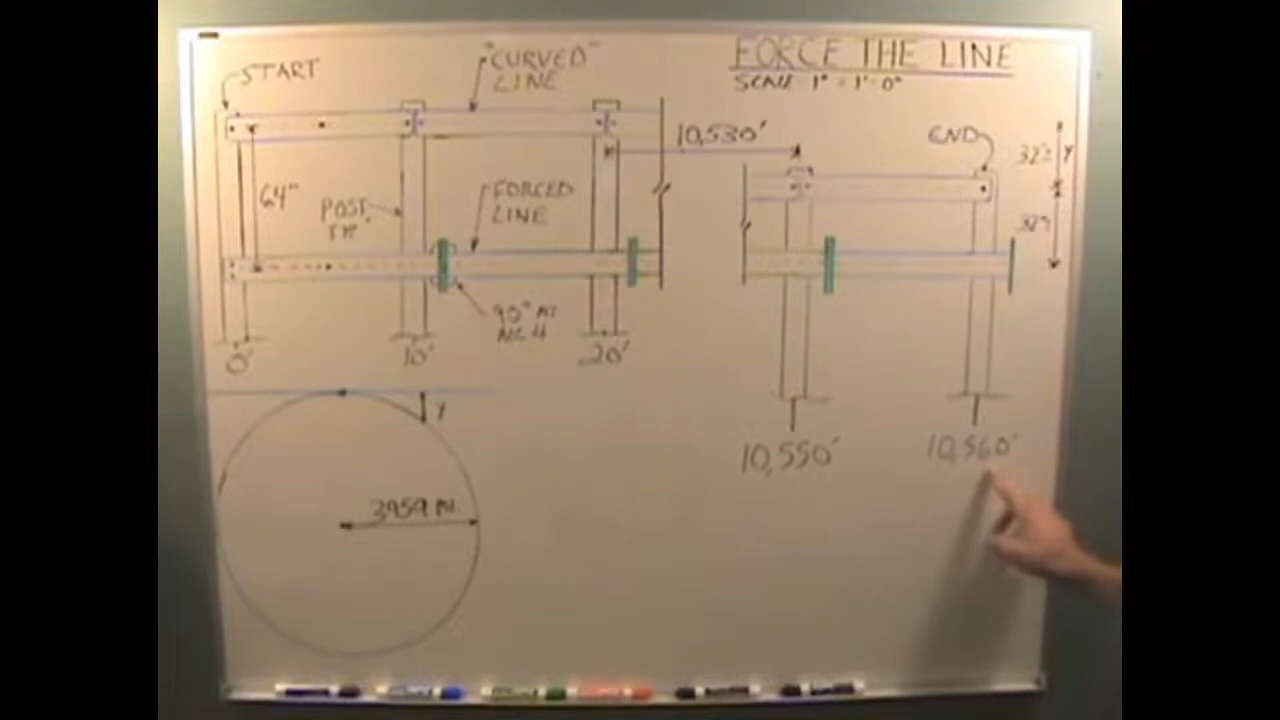 FORCE THE LINE
SCALE 1" = 1'-0"
START
"CURVED"
LINE
10,530'
END
32"= Y
32"
64"
POST,
TYP.
FORCED
LINE
90° AT
ALL 4
0'
10'
20'
Y
3959 MI.
10,550'
10,560'